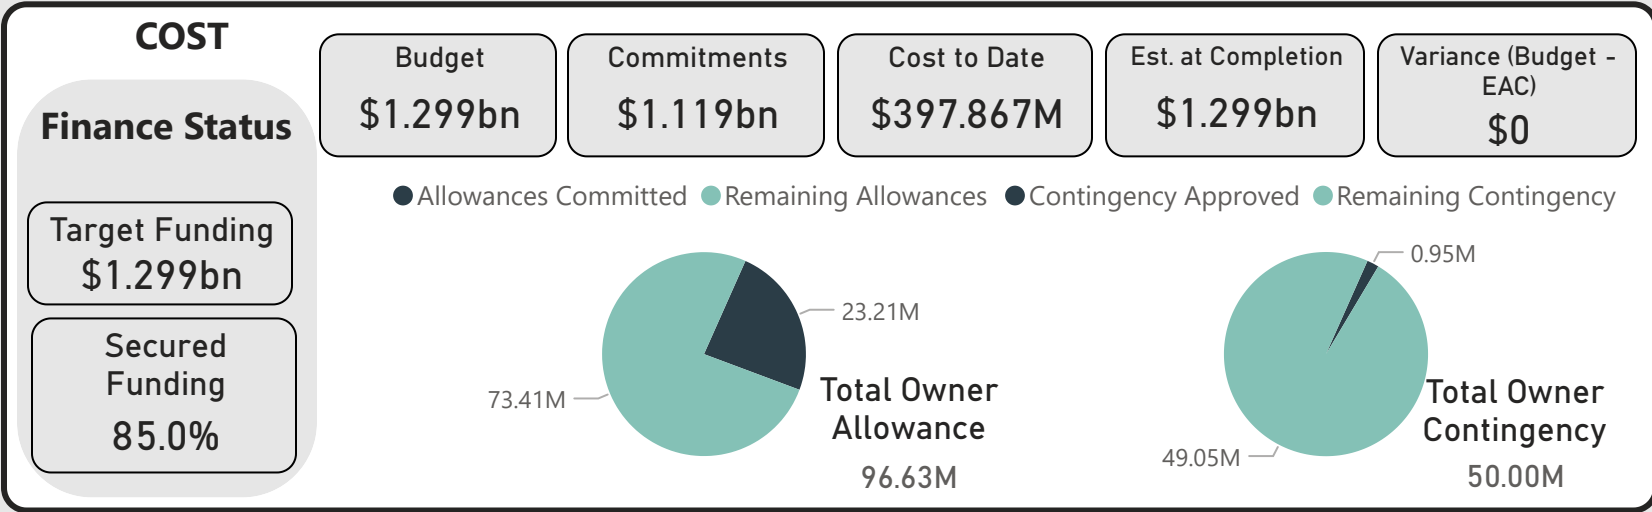 COST
Finance Status
Target Funding
$1.299bn
Secured
Funding
85.0%
Budget
$1.299bn
Commitments
$1.119bn
Cost to Date
$397.867M
Est. at Completion
$1.299bn
Variance (Budget -
EAC)
$0
Allowances Committed Remaining Allowances Contingency Approved Remaining Contingency
23.21M
73.41M
Total Owner
Allowance
96.63M
0.95M
49.05M
Total Owner
Contingency
50.00M